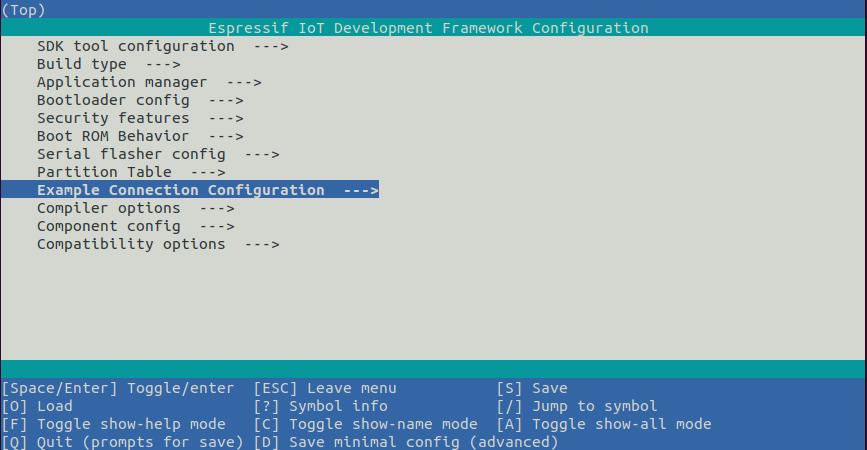 (Top)
Espressif IoT Development Framework Configuration
SDK tool configuration  --->
Build type  --->
Application manager  --->
Bootloader config  --->
Security features  --->
Boot ROM Behavior  --->
Serial flasher config  --->
Partition Table  --->
Example Connection Configuration  --->
Compiler options  --->
Component config  --->
Compatibility options  --->
[Space/Enter] Toggle/enter  [ESC] Leave menu  [S] Save
[O] Load  [?] Symbol info  [/] Jump to symbol
[F] Toggle show-help mode  [C] Toggle show-name mode  [A] Toggle show-all mode
[Q] Quit (prompts for save) [D] Save minimal config (advanced)